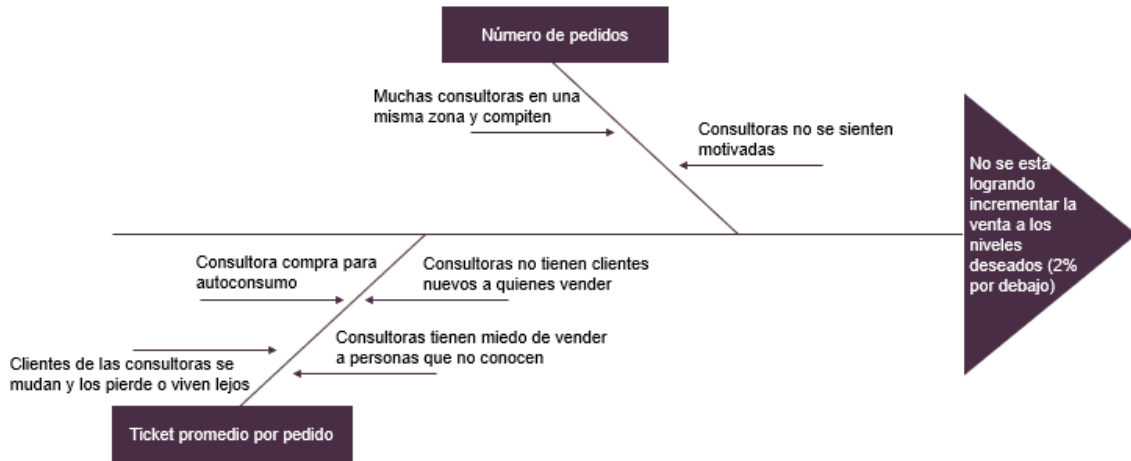 Número de pedidos
Muchas consultoras en una
misma zona y compiten
Consultoras no se sienten
motivadas
No se está
logrando
incrementar la
venta a los
niveles
deseados (2%
por debajo)
Consultora compra para
autoconsumo
Consultoras no tienen clientes
nuevos a quienes vender
Consultoras tienen miedo de vender
a personas que no conocen
Clientes de las consultoras se
mudan y los pierde o viven lejos
Ticket promedio por pedido